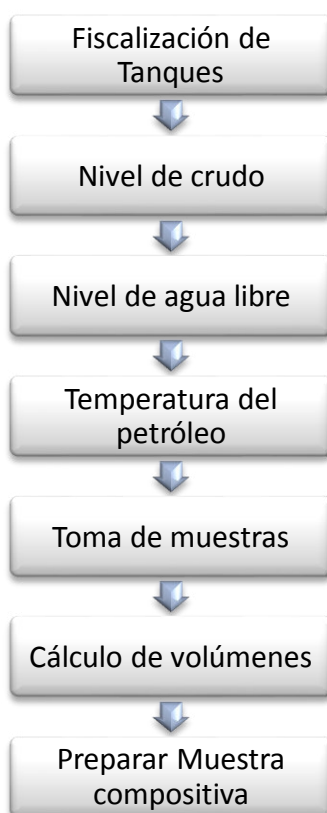 Fiscalización de
Tanques
Nivel de crudo
Nivel de agua libre
Temperatura del
petróleo
Toma de muestras
Cálculo de volúmenes
Preparar Muestra
compositiva